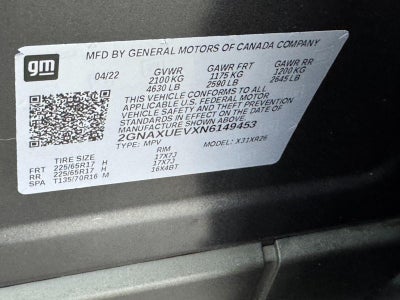 gm
MFD BY GENERAL MOTORS OF CANADA COMPANY
04/22 GVWR GAWR FRT GAWR RR
2100 KG 1175 KG 1200 KG
4630 LB 2590 LB 2645 LB
THIS VEHICLE CONFORMS TO ALL
APPLICABLE U.S. FEDERAL MOTOR
VEHICLE SAFETY AND THEFT PREVENTION
STANDARDS IN EFFECT ON THE DATE OF
MANUFACTURE SHOWN ABOVE.
2GNAXUEVXN6149453
TYPE: MPV MODEL: X31XR26
TIRE RIM
FRT 225/65R17 H 17X7J
RR 225/65R17 H 17X7J
SPA T135/70R16 M 16X4BT